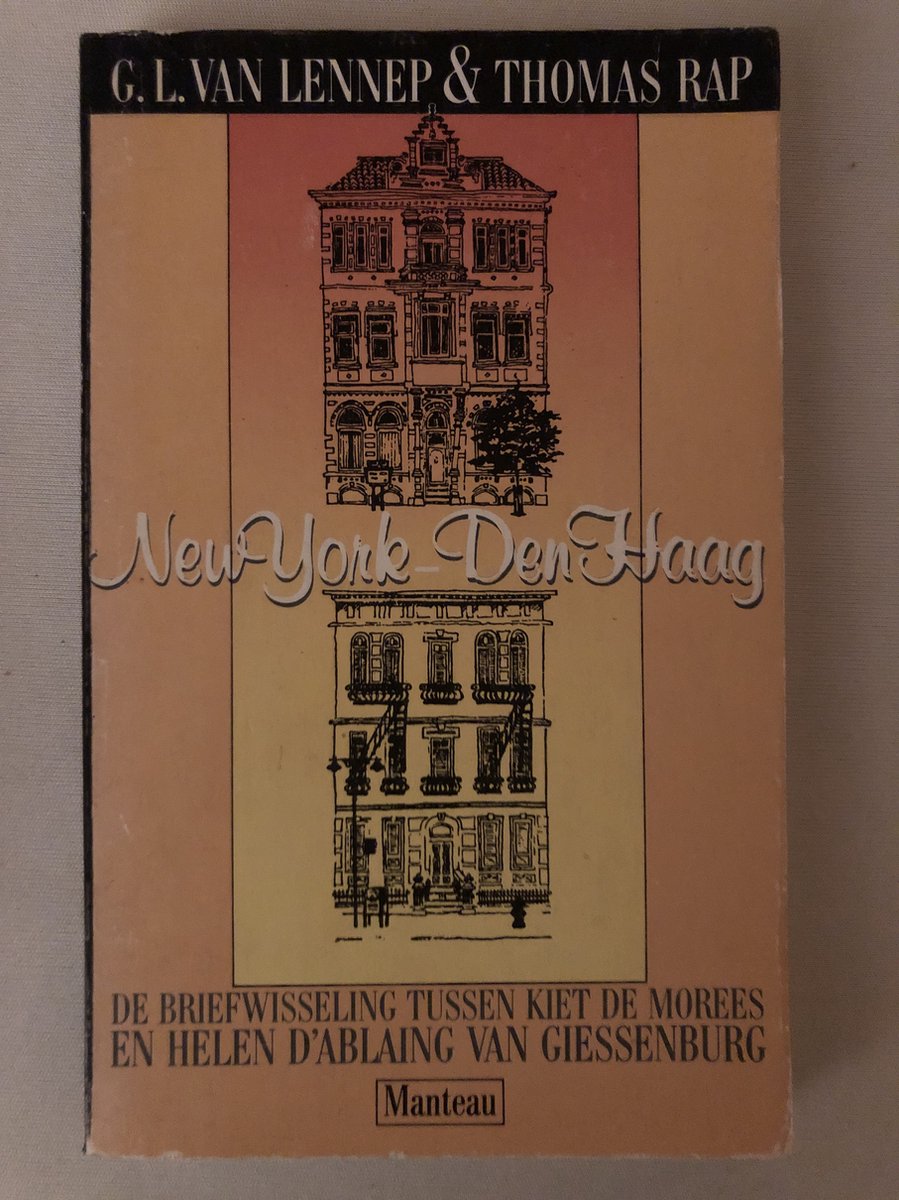 G. L. VAN LENNEP & THOMAS RAP
New York - Den Haag
DE BRIEFWISSELING TUSSEN KIET DE MOREES
EN HELEN D'ABLAING VAN GIESSENBURG
Manteau